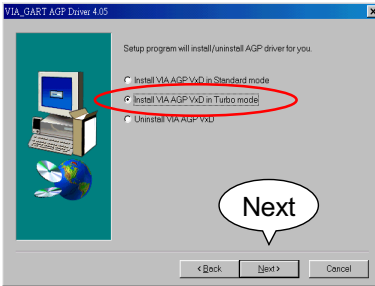 VIA_GART AGP Driver 4.05
Setup program will install/uninstall AGP driver for you.
Install VIA AGP VxD in Standard mode
Install VIA AGP VxD in Turbo mode
Uninstall VIA AGP VxD
Next
< Back
Next >
Cancel